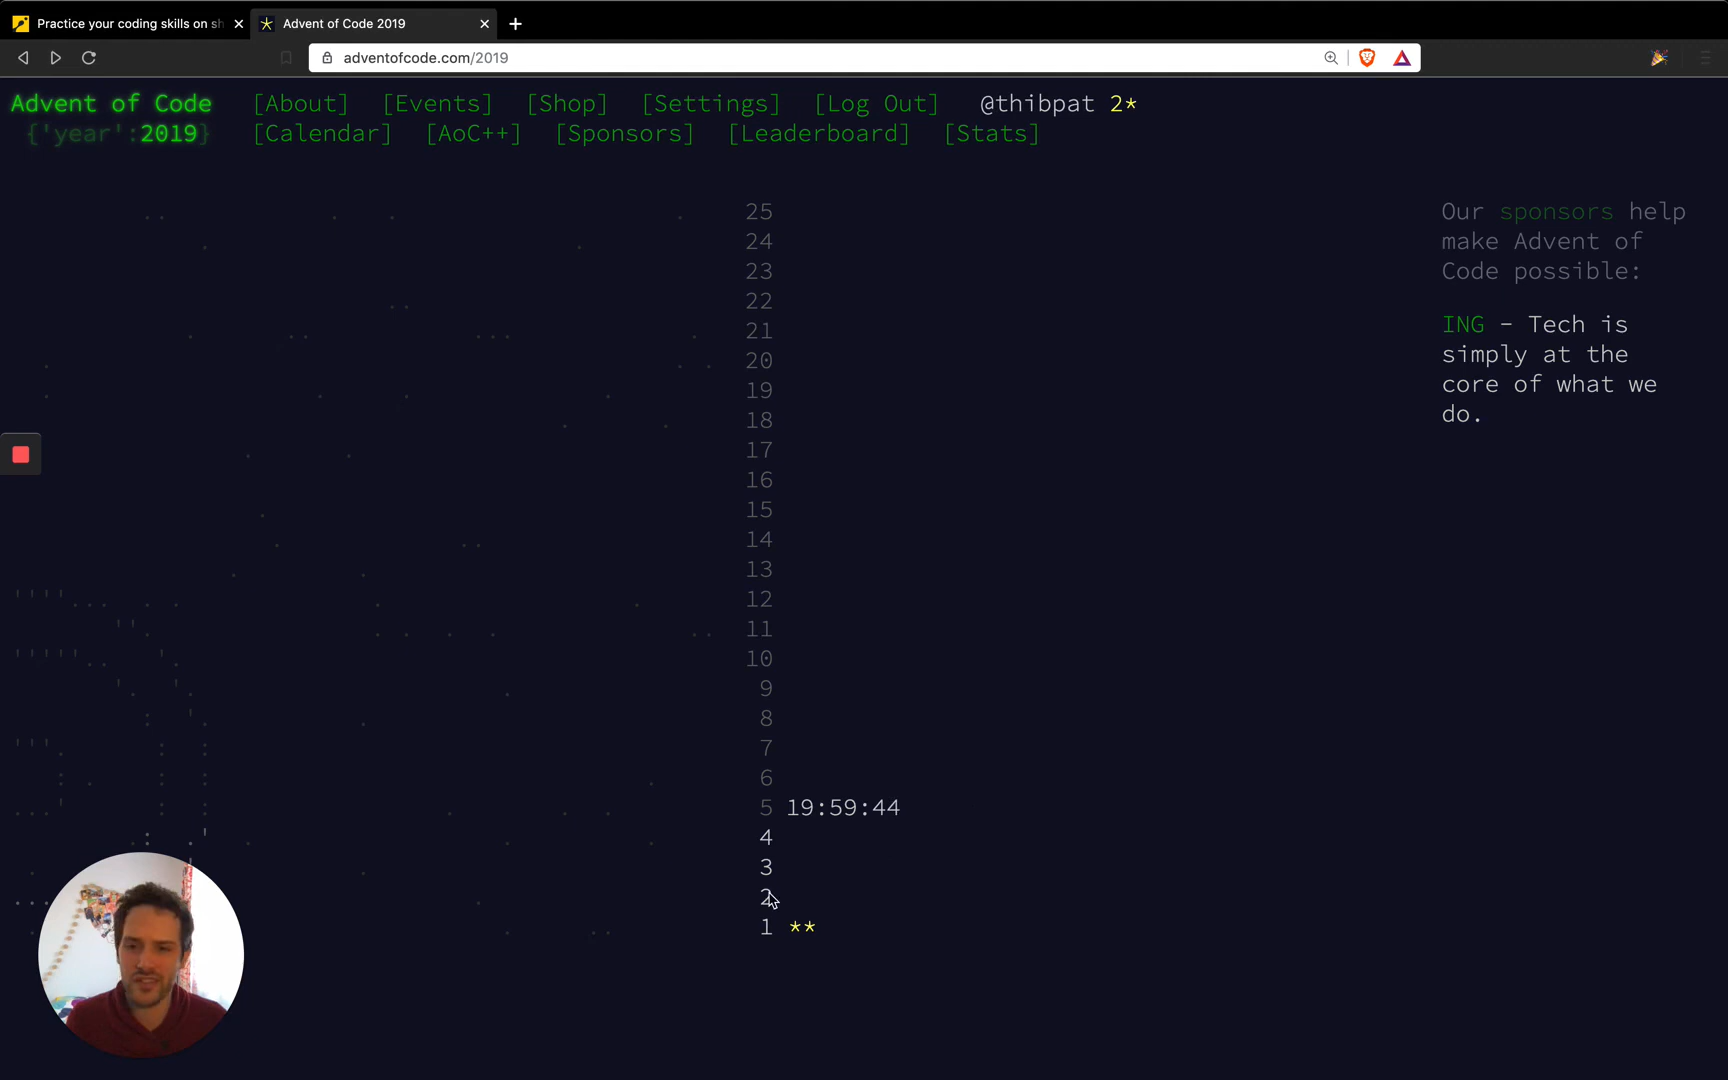 Practice your coding skills on sh
Advent of Code 2019
adventofcode.com/2019
Advent of Code [About] [Events] [Shop] [Settings] [Log Out] @thibpat 2*
{'year':2019} [Calendar] [AoC++] [Sponsors] [Leaderboard] [Stats]
25
24
23
22
21
20
19
18
17
16
15
14
13
12
11
10
9
8
7
6
5 19:59:44
4
3
2
1 **
Our sponsors help
make Advent of
Code possible:
ING - Tech is
simply at the
core of what we
do.